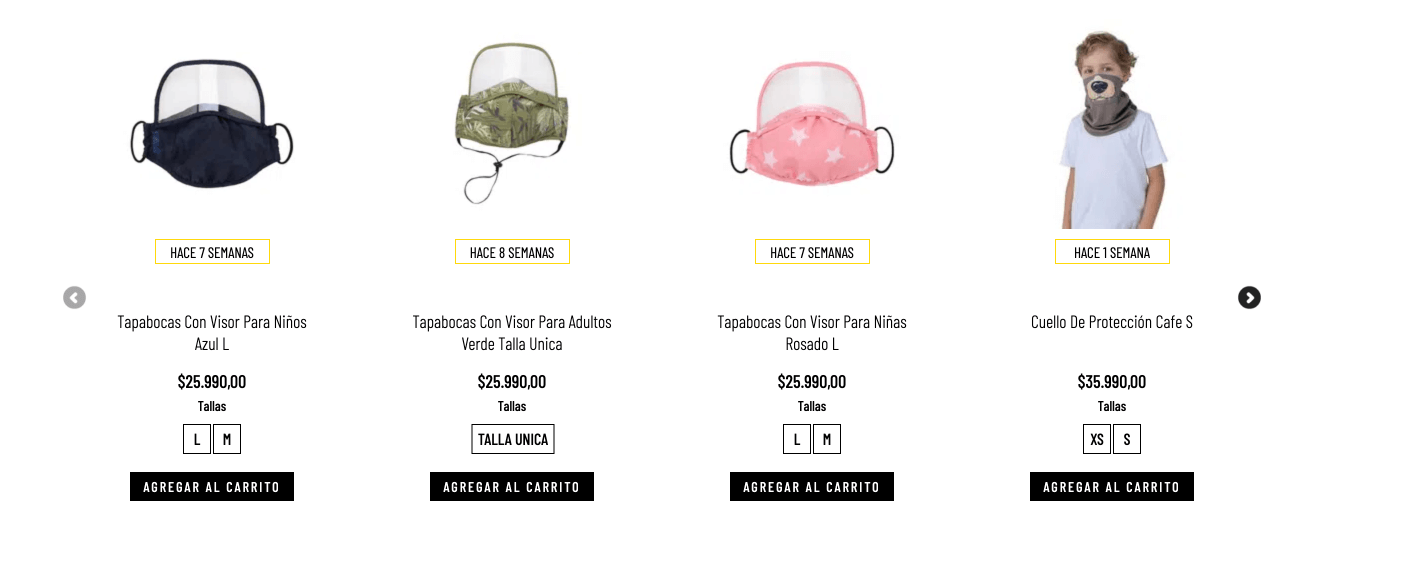 HACE 7 SEMANAS
HACE 8 SEMANAS
HACE 7 SEMANAS
HACE 1 SEMANA
Tapabocas Con Visor Para Niños
Azul L
Tapabocas Con Visor Para Adultos
Verde Talla Unica
Tapabocas Con Visor Para Niñas
Rosado L
Cuello De Protección Cafe S
$25.990,00
$25.990,00
$25.990,00
$35.990,00
Tallas
Tallas
Tallas
Tallas
L M
TALLA UNICA
L M
XS S
AGREGAR AL CARRITO
AGREGAR AL CARRITO
AGREGAR AL CARRITO
AGREGAR AL CARRITO